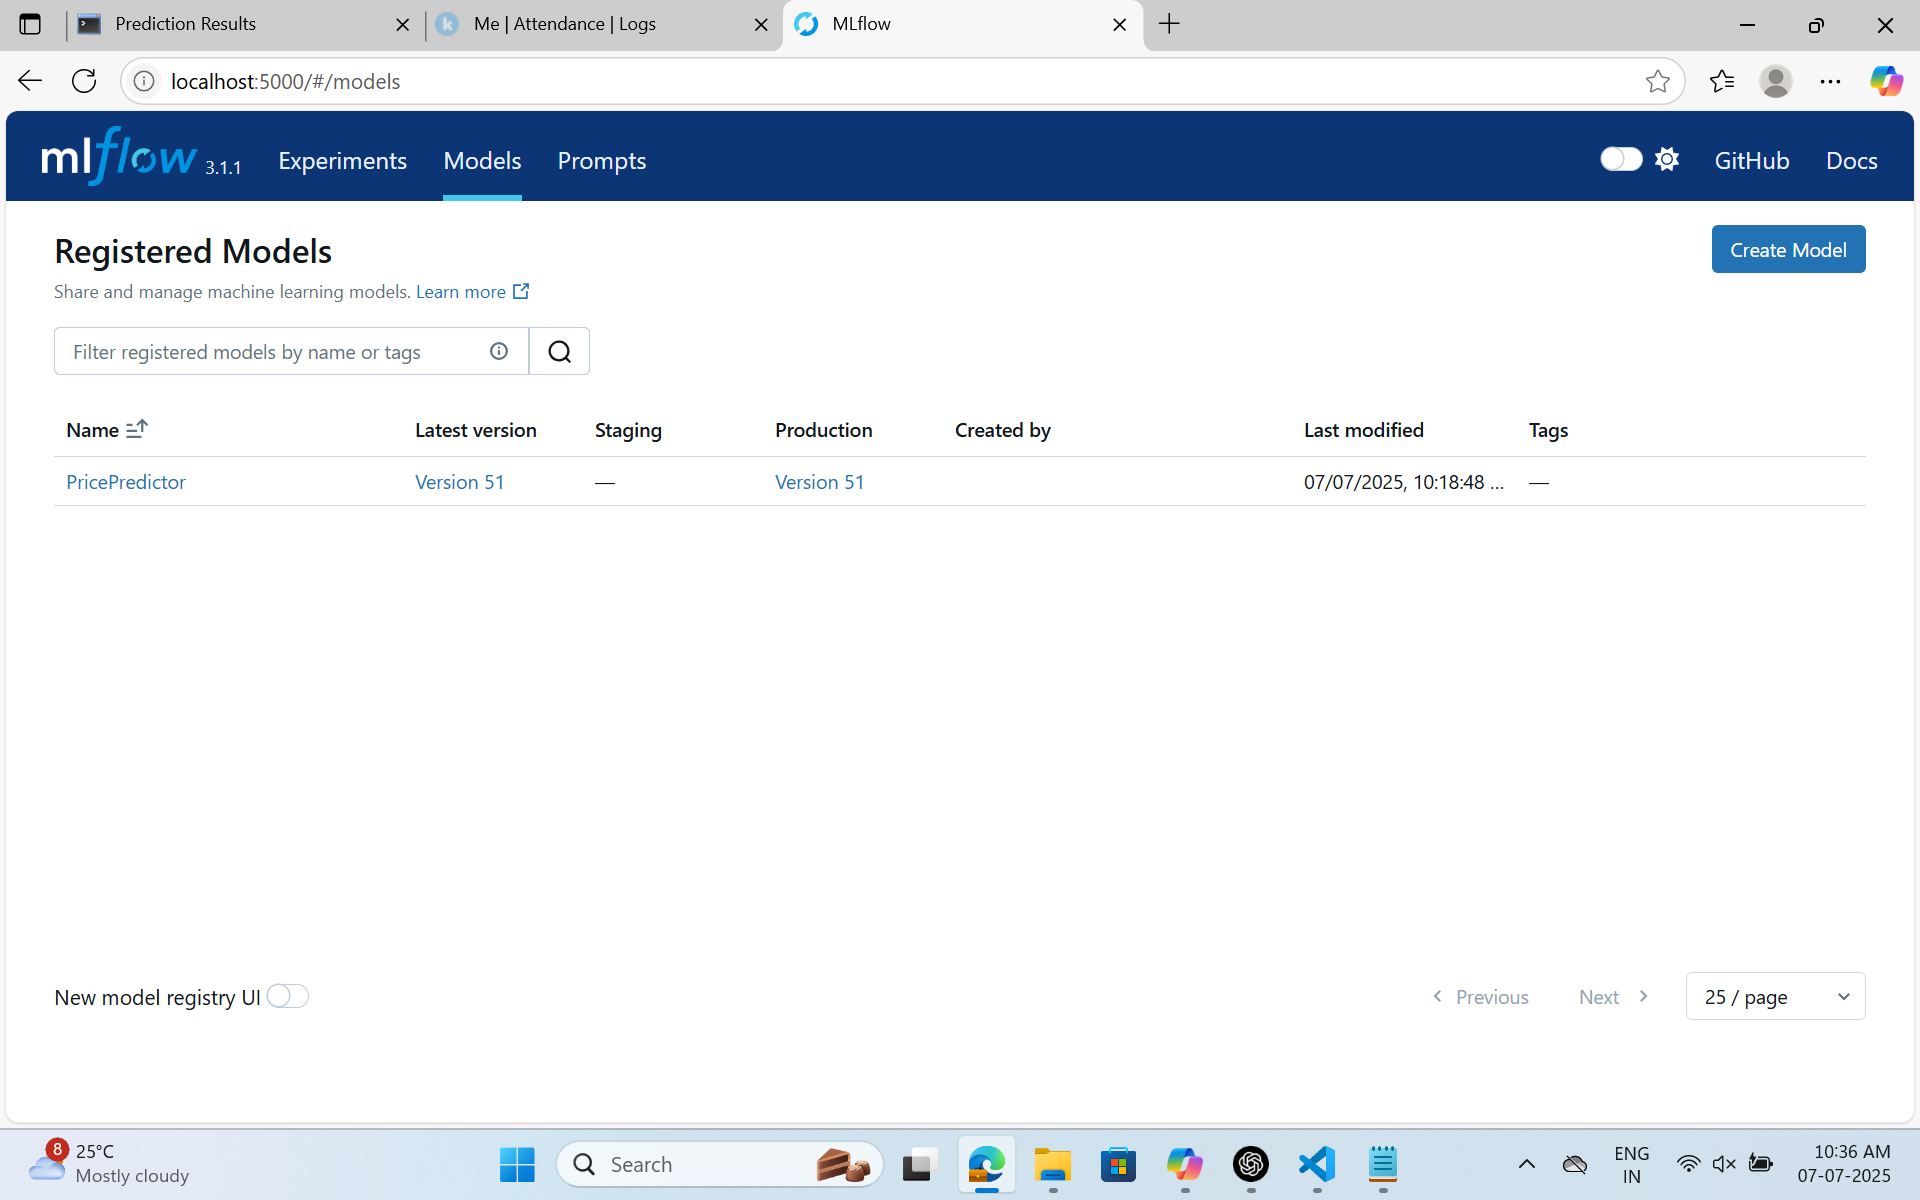 Prediction Results
Me | Attendance | Logs
MLflow
localhost:5000/#/models
mlflow 3.1.1
Experiments
Models
Prompts
GitHub
Docs
Registered Models
Create Model
Share and manage machine learning models. Learn more
Filter registered models by name or tags
Name Latest version Staging Production Created by Last modified Tags
PricePredictor Version 51 — Version 51 07/07/2025, 10:18:48 ... —
New model registry UI
Previous
Next
25 / page
8
25°C
Mostly cloudy
Search
ENG
IN
10:36 AM
07-07-2025